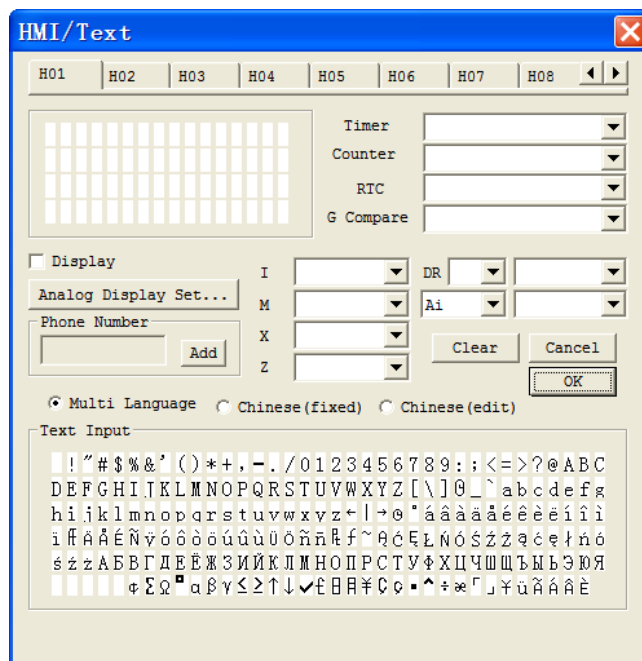 HMI/Text
H01 H02 H03 H04 H05 H06 H07 H08
Timer
Counter
RTC
G Compare
Display
I
DR
Analog Display Set...
M
Ai
Phone Number
X
Add
Clear
Cancel
Z
OK
Multi Language
Chinese(fixed)
Chinese(edit)
Text Input
!"#$%&'()*+,-./0123456789:;<=>?@ABC
DEFGHIJKLMNOPQRSTUVWXYZ[\]θ_`abcdefg
hijklmnopqrstuvwxyz
śźżАБВГДЕЁЖЗИЙКЛМНОПРСТУФХЦЧШЩЪЫЬЭЮЯ